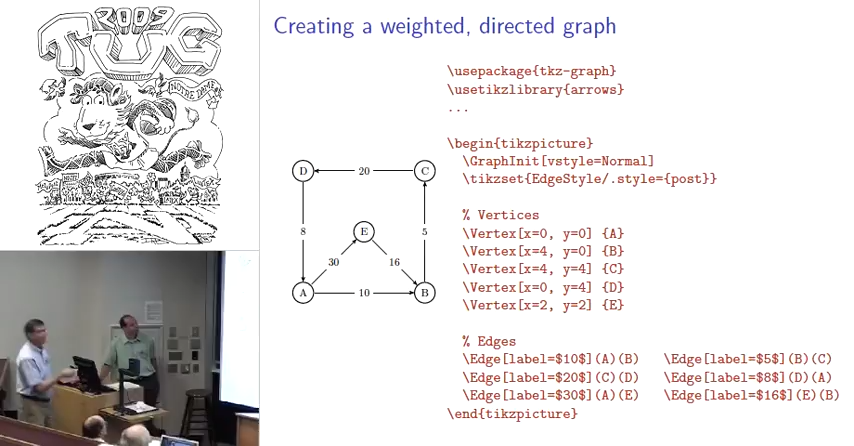 2009
TUG
NOTRE DAME
Creating a weighted, directed graph
\usepackage{tkz-graph}
\usetikzlibrary{arrows}
...
\begin{tikzpicture}
\GraphInit[vstyle=Normal]
\tikzset{EdgeStyle/.style={post}}
% Vertices
\Vertex[x=0, y=0] {A}
\Vertex[x=4, y=0] {B}
\Vertex[x=4, y=4] {C}
\Vertex[x=0, y=4] {D}
\Vertex[x=2, y=2] {E}
% Edges
\Edge[label=$10$](A)(B) \Edge[label=$5$](B)(C)
\Edge[label=$20$](C)(D) \Edge[label=$8$](D)(A)
\Edge[label=$30$](A)(E) \Edge[label=$16$](E)(B)
\end{tikzpicture}
D 20 C
8 E 5
30 16
A 10 B